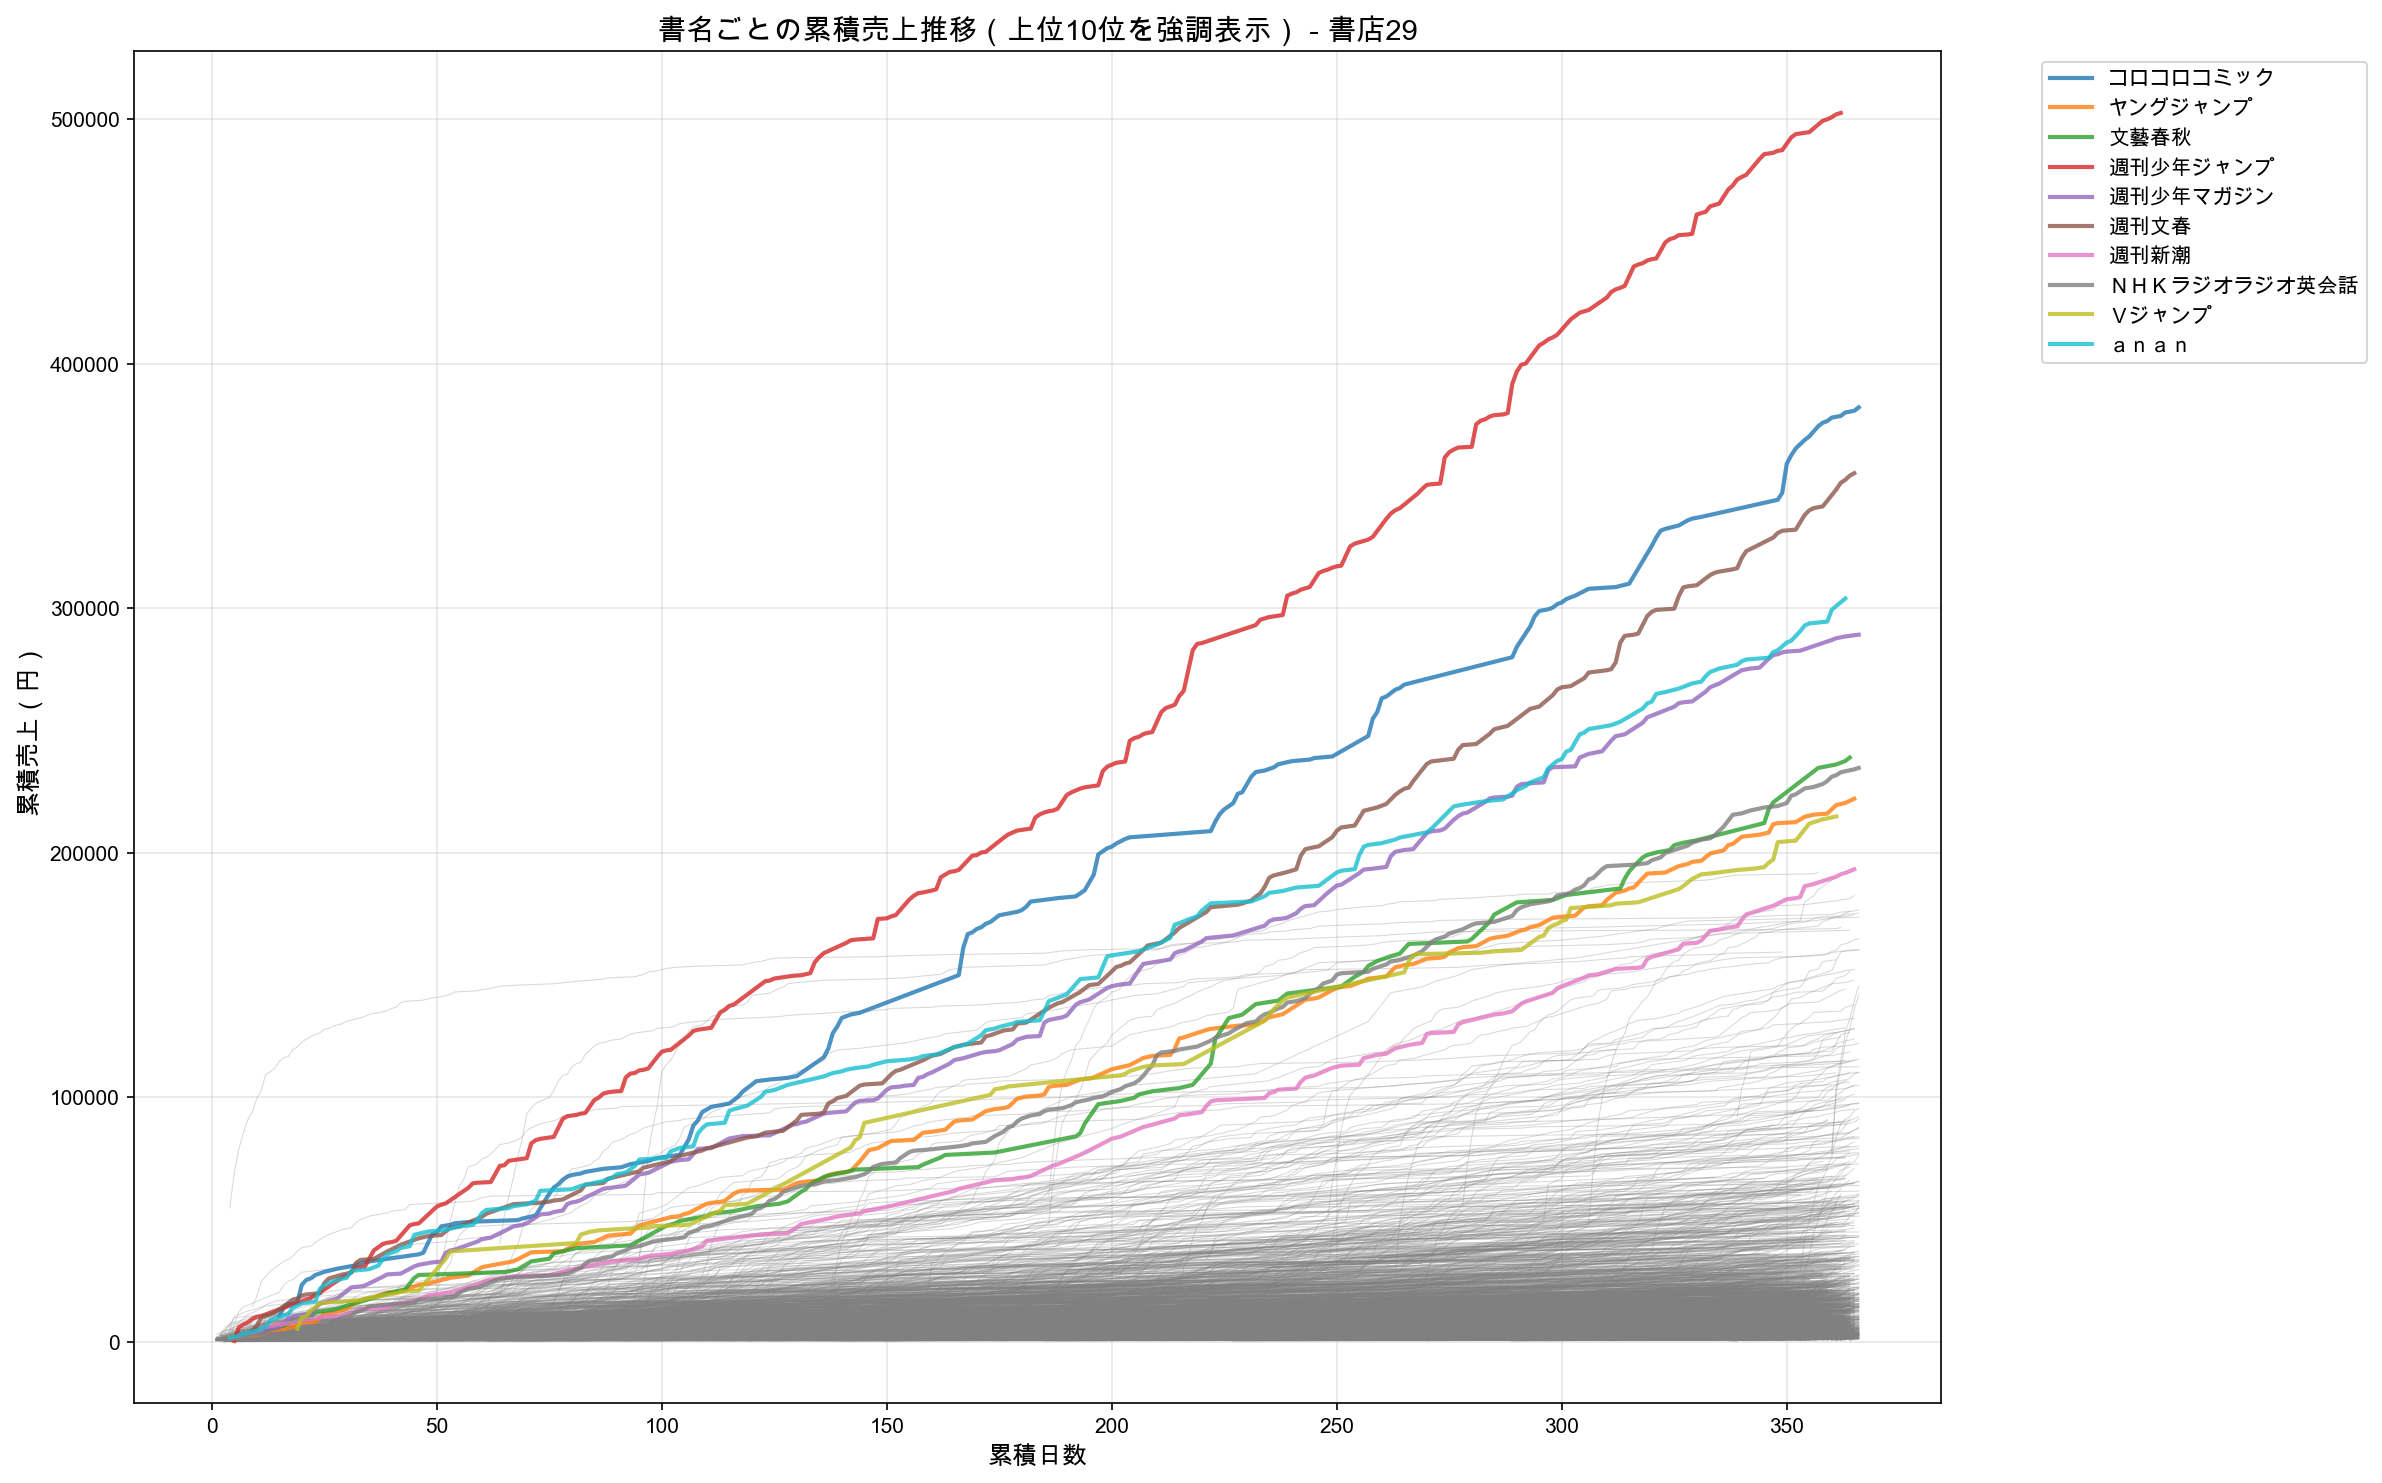 書名ごとの累積売上推移（上位10位を強調表示） - 書店29
コロコロコミック
ヤングジャンプ
文藝春秋
週刊少年ジャンプ
週刊少年マガジン
週刊文春
週刊新潮
ＮＨＫラジオラジオ英会話
Ｖジャンプ
ａｎａｎ
累積売上（円）
500000
400000
300000
200000
100000
0
0 50 100 150 200 250 300 350
累積日数